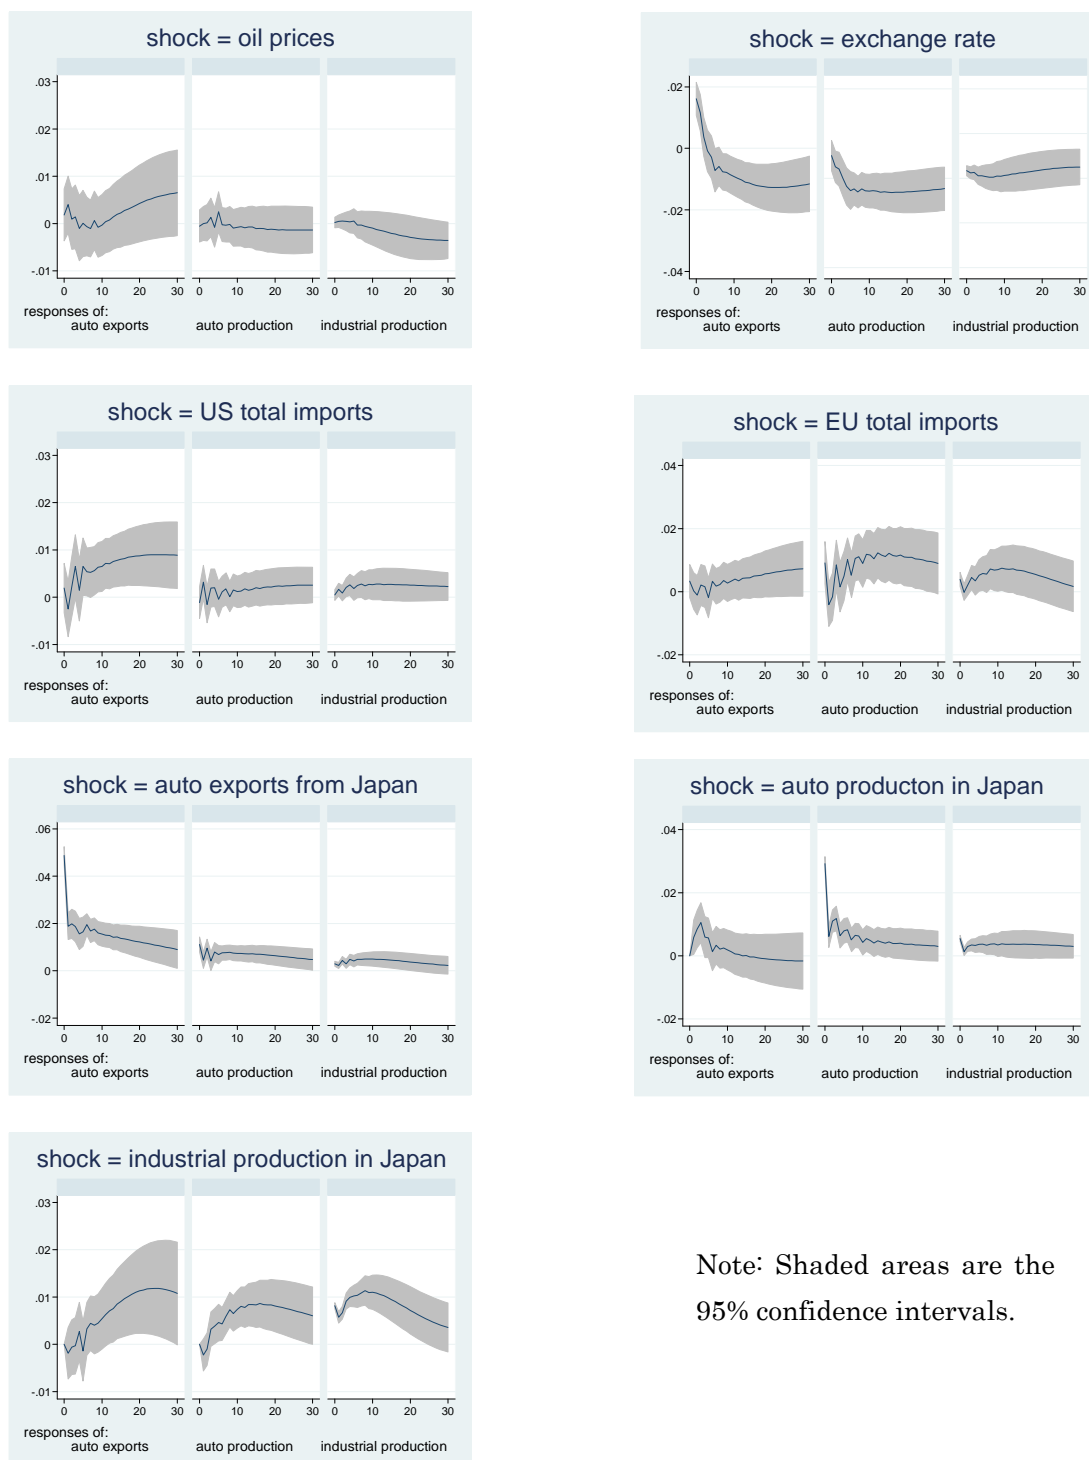 shock = oil prices
.03
.02
.01
0
-.01
0 10 20 30 0 10 20 30 0 10 20 30
responses of:
auto exports auto production industrial production
shock = exchange rate
.02
0
-.02
-.04
0 10 20 30 0 10 20 30 0 10 20 30
responses of:
auto exports auto production industrial production
shock = US total imports
.03
.02
.01
0
-.01
0 10 20 30 0 10 20 30 0 10 20 30
responses of:
auto exports auto production industrial production
shock = EU total imports
.04
.02
0
-.02
0 10 20 30 0 10 20 30 0 10 20 30
responses of:
auto exports auto production industrial production
shock = auto exports from Japan
.06
.04
.02
0
-.02
0 10 20 30 0 10 20 30 0 10 20 30
responses of:
auto exports auto production industrial production
shock = auto producton in Japan
.04
.02
0
-.02
0 10 20 30 0 10 20 30 0 10 20 30
responses of:
auto exports auto production industrial production
shock = industrial production in Japan
.03
.02
.01
0
-.01
0 10 20 30 0 10 20 30 0 10 20 30
responses of:
auto exports auto production industrial production
Note: Shaded areas are the
95% confidence intervals.